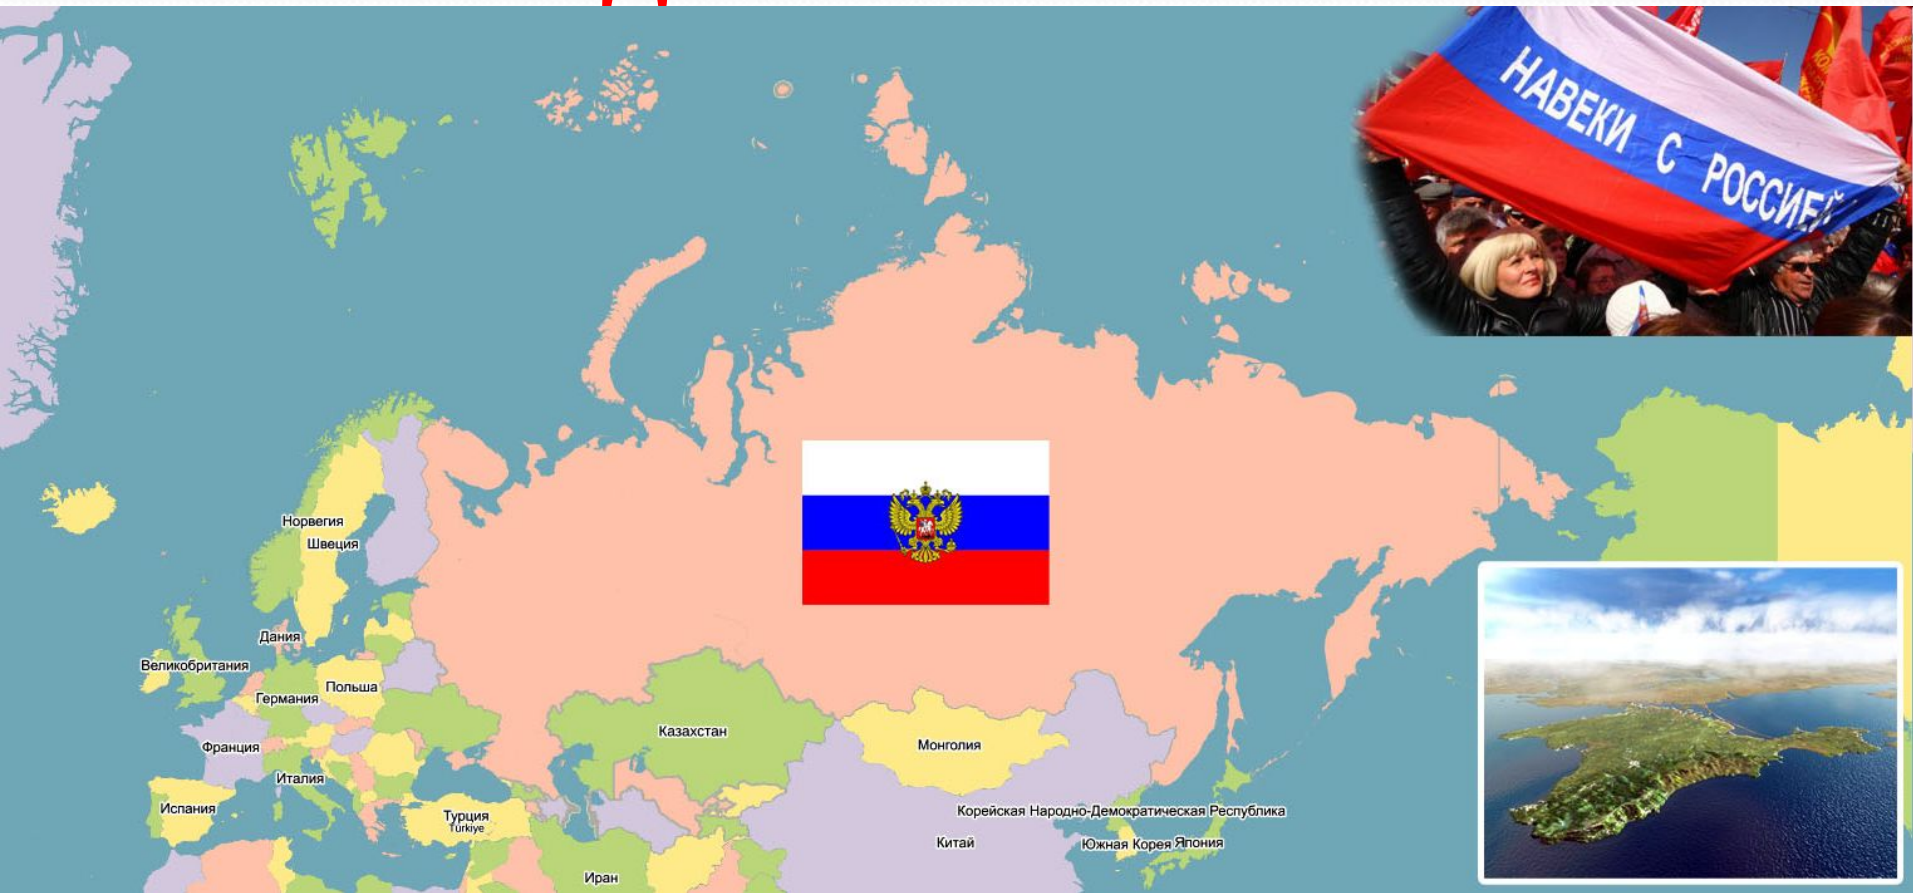 НАВЕКИ С РОССИЕЙ
Норвегия
Швеция
Дания
Великобритания
Германия
Польша
Франция
Италия
Испания
Турция
Türkiye
Казахстан
Монголия
Корейская Народно-Демократическая Республика
Китай
Южная Корея
Япония
Иран